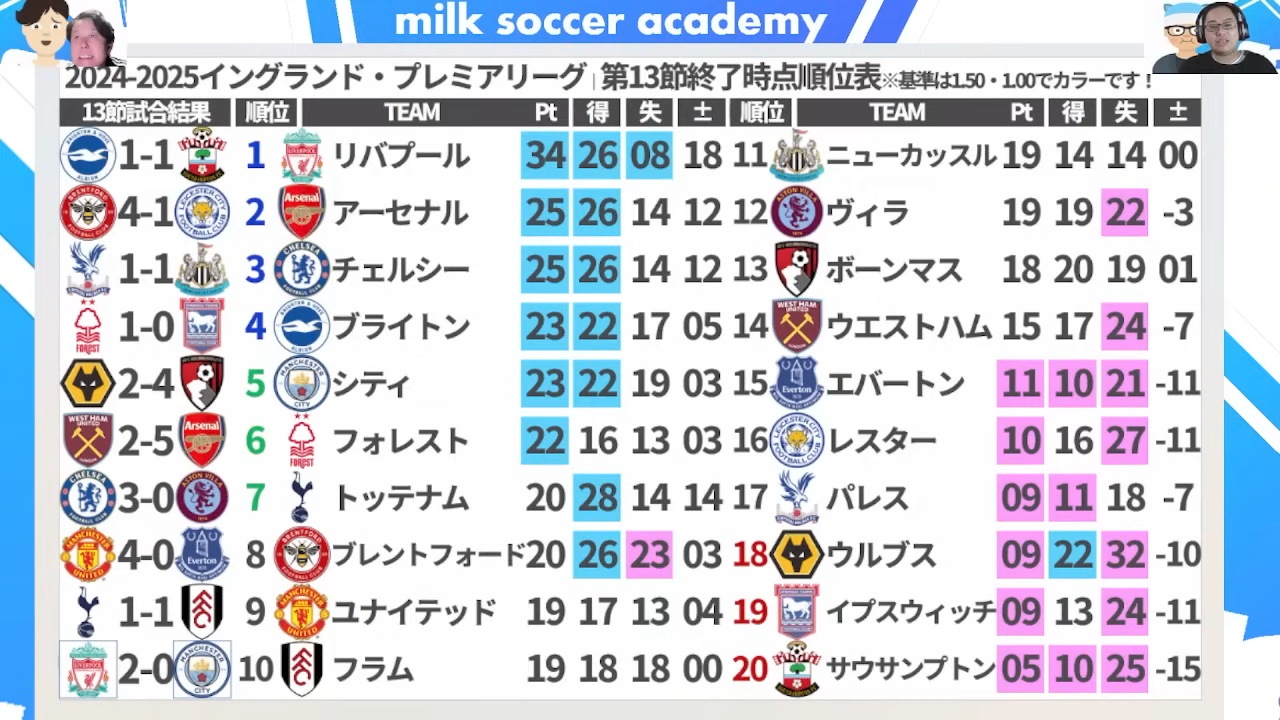 milk soccer academy
2024-2025イングランド・プレミアリーグ | 第13節終了時点順位表※基準は1.50・1.00でカラーです！
13節試合結果 順位 TEAM Pt 得 失 ± 順位 TEAM Pt 得 失 ±
1-1 1 リバプール 34 26 08 18 11 ニューカッスル 19 14 14 00
4-1 2 アーセナル 25 26 14 12 12 ヴィラ 19 19 22 -3
1-1 3 チェルシー 25 26 14 12 13 ボーンマス 18 20 19 01
1-0 4 ブライトン 23 22 17 05 14 ウエストハム 15 17 24 -7
2-4 5 シティ 23 22 19 03 15 エバートン 11 10 21 -11
2-5 6 フォレスト 22 16 13 03 16 レスター 10 16 27 -11
3-0 7 トッテナム 20 28 14 14 17 パレス 09 11 18 -7
4-0 8 ブレントフォード 20 26 23 03 18 ウルブス 09 22 32 -10
1-1 9 ユナイテッド 19 17 13 04 19 イプスウィッチ 09 13 24 -11
2-0 10 フラム 19 18 18 00 20 サウサンプトン 05 10 25 -15